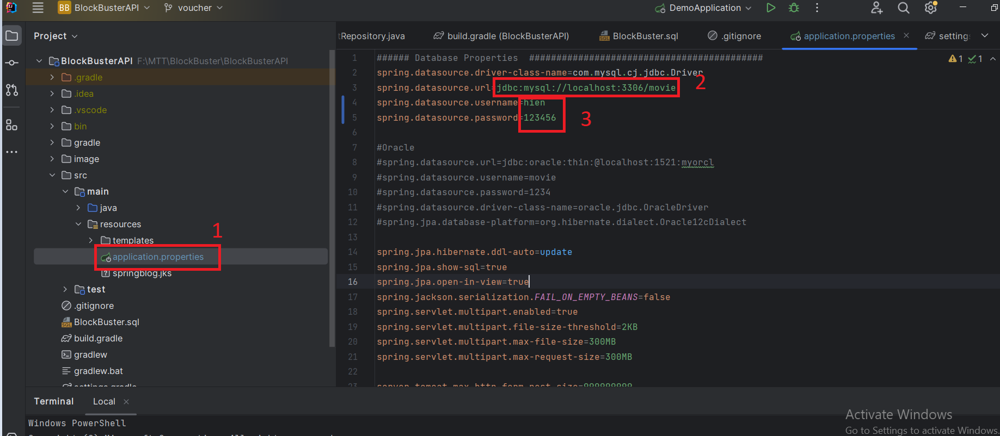 BB BlockBusterAPI voucher DemoApplication
Project
tRepository.java build.gradle (BlockBusterAPI) BlockBuster.sql .gitignore application.properties
BlockBusterAPI F:\MTT\BlockBuster\BlockBusterAPI
.gradle
.idea
.vscode
bin
gradle
image
src
main
java
resources
templates
application.properties
springblog.jks
test
.gitignore
BlockBuster.sql
build.gradle
gradlew
gradlew.bat
settings.gradle
1
1 ###### Database Properties ###########################################
2 spring.datasource.driver-class-name=com.mysql.cj.jdbc.Driver
3 spring.datasource.url=jdbc:mysql://localhost:3306/movie
4 spring.datasource.username=hien
5 spring.datasource.password=123456
6
7 #Oracle
8 #spring.datasource.url=jdbc:oracle:thin:@localhost:1521:myorcl
9 #spring.datasource.username=movie
10 #spring.datasource.password=1234
11 #spring.datasource.driver-class-name=oracle.jdbc.OracleDriver
12 #spring.jpa.database-platform=org.hibernate.dialect.Oracle12cDialect
13
14 spring.jpa.hibernate.ddl-auto=update
15 spring.jpa.show-sql=true
16 spring.jpa.open-in-view=true
17 spring.jackson.serialization.FAIL_ON_EMPTY_BEANS=false
18 spring.servlet.multipart.enabled=true
19 spring.servlet.multipart.file-size-threshold=2KB
20 spring.servlet.multipart.max-file-size=300MB
21 spring.servlet.multipart.max-request-size=300MB
22
23 server.tomcat.max-http-form-post-size=999999999
1 1
2
3
Terminal Local
Windows PowerShell
Activate Windows
Go to Settings to activate Windows.